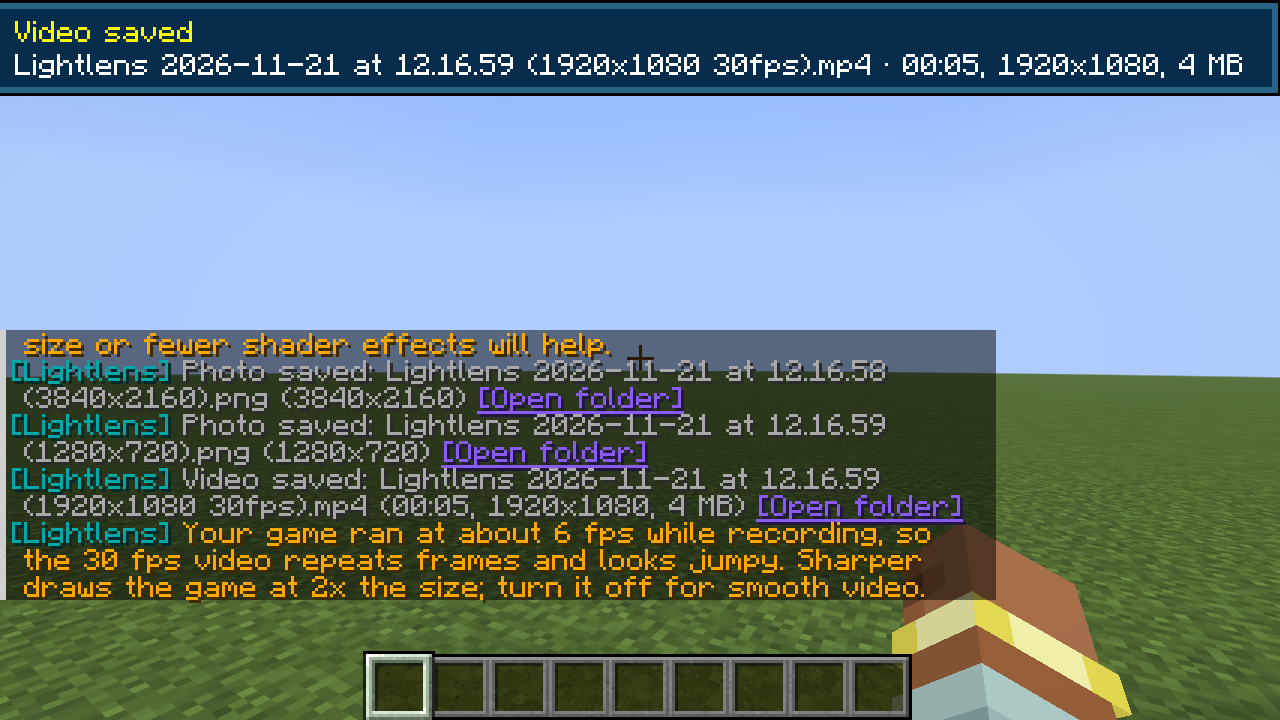 Video saved
Lightlens 2026-11-21 at 12.16.59 (1920x1080 30fps).mp4 · 00:05, 1920x1080, 4 MB
size or fewer shader effects will help.
[Lightlens] Photo saved: Lightlens 2026-11-21 at 12.16.58
(3840x2160).png (3840x2160) [Open folder]
[Lightlens] Photo saved: Lightlens 2026-11-21 at 12.16.59
(1280x720).png (1280x720) [Open folder]
[Lightlens] Video saved: Lightlens 2026-11-21 at 12.16.59
(1920x1080 30fps).mp4 (00:05, 1920x1080, 4 MB) [Open folder]
[Lightlens] Your game ran at about 6 fps while recording, so
the 30 fps video repeats frames and looks jumpy. Sharper
draws the game at 2x the size; turn it off for smooth video.